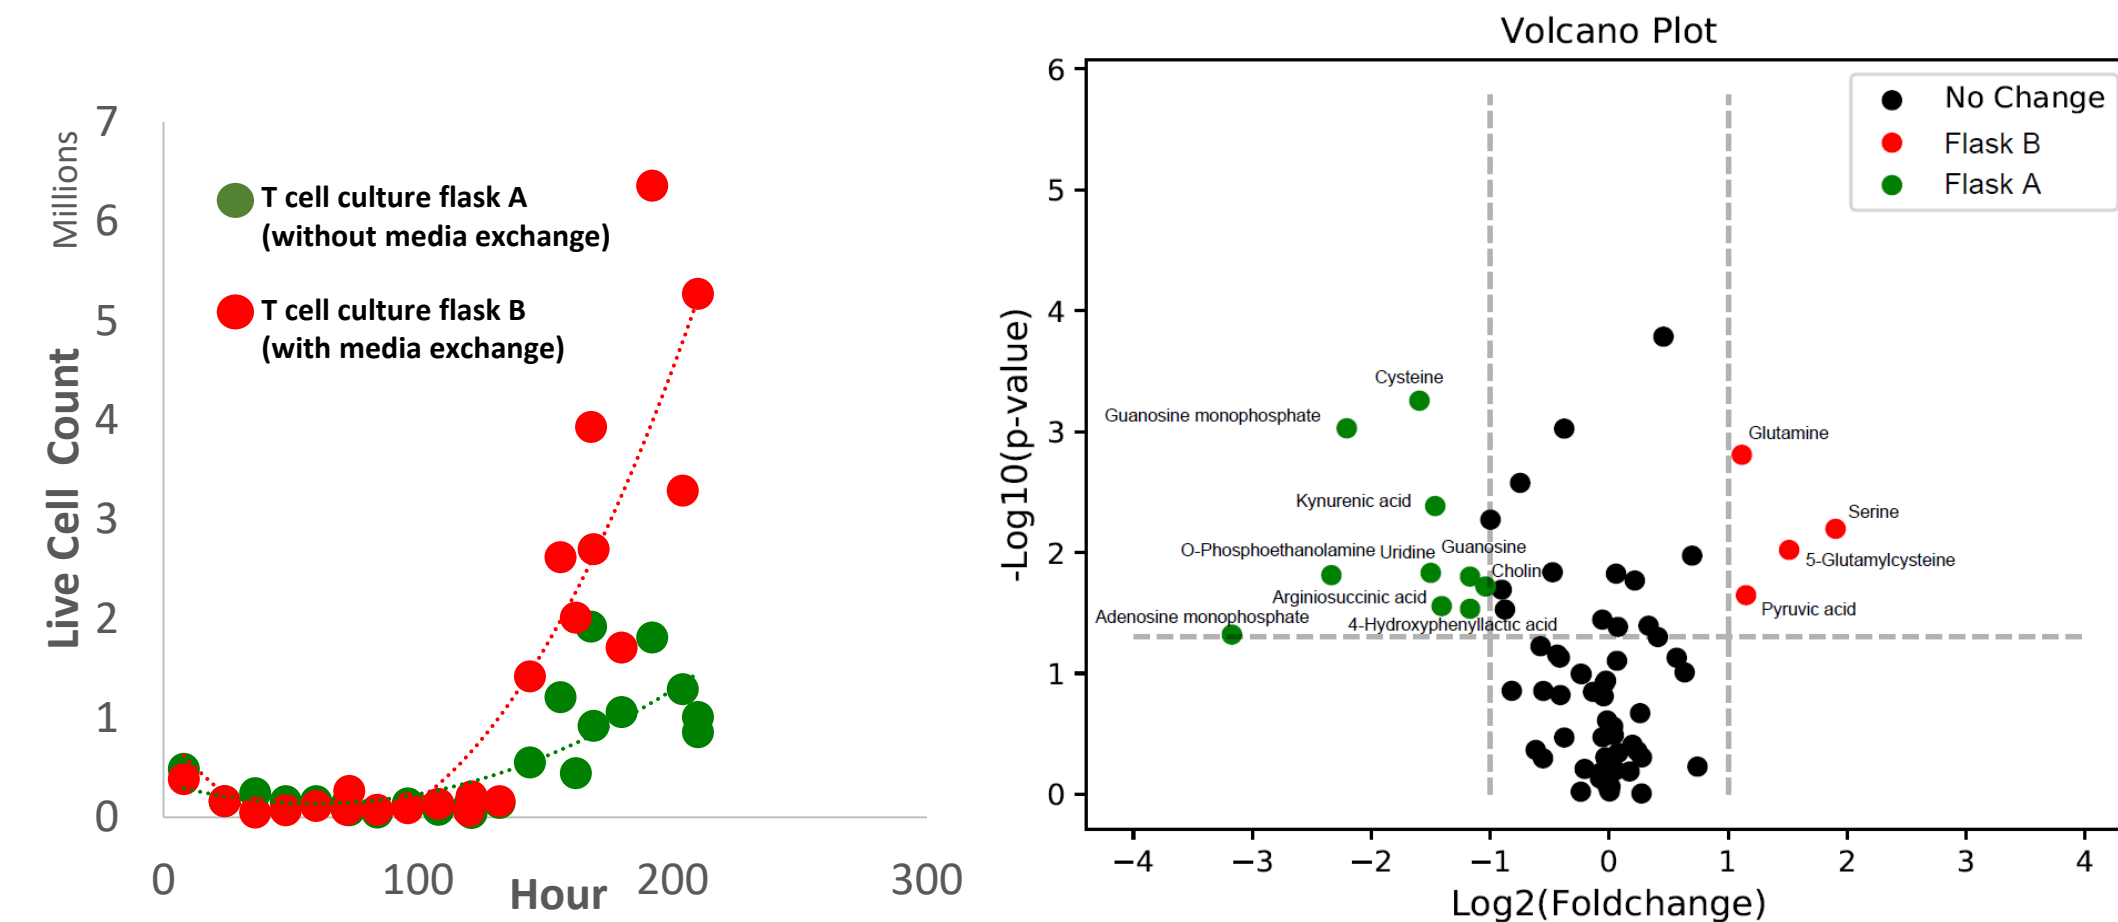 Millions
7
6
5
4
3
2
1
0
Live Cell Count
T cell culture flask A
(without media exchange)
T cell culture flask B
(with media exchange)
0 100 200 300
Hour
Volcano Plot
6
5
4
3
2
1
0
-Log10(p-value)
No Change
Flask B
Flask A
Cysteine
Guanosine monophosphate
Glutamine
Kynurenic acid
Serine
O-Phosphoethanolamine Uridine Guanosine
5-Glutamylcysteine
Cholin
Arginiosuccinic acid
Pyruvic acid
Adenosine monophosphate
4-Hydroxyphenyllactic acid
−4 −3 −2 −1 0 1 2 3 4
Log2(Foldchange)